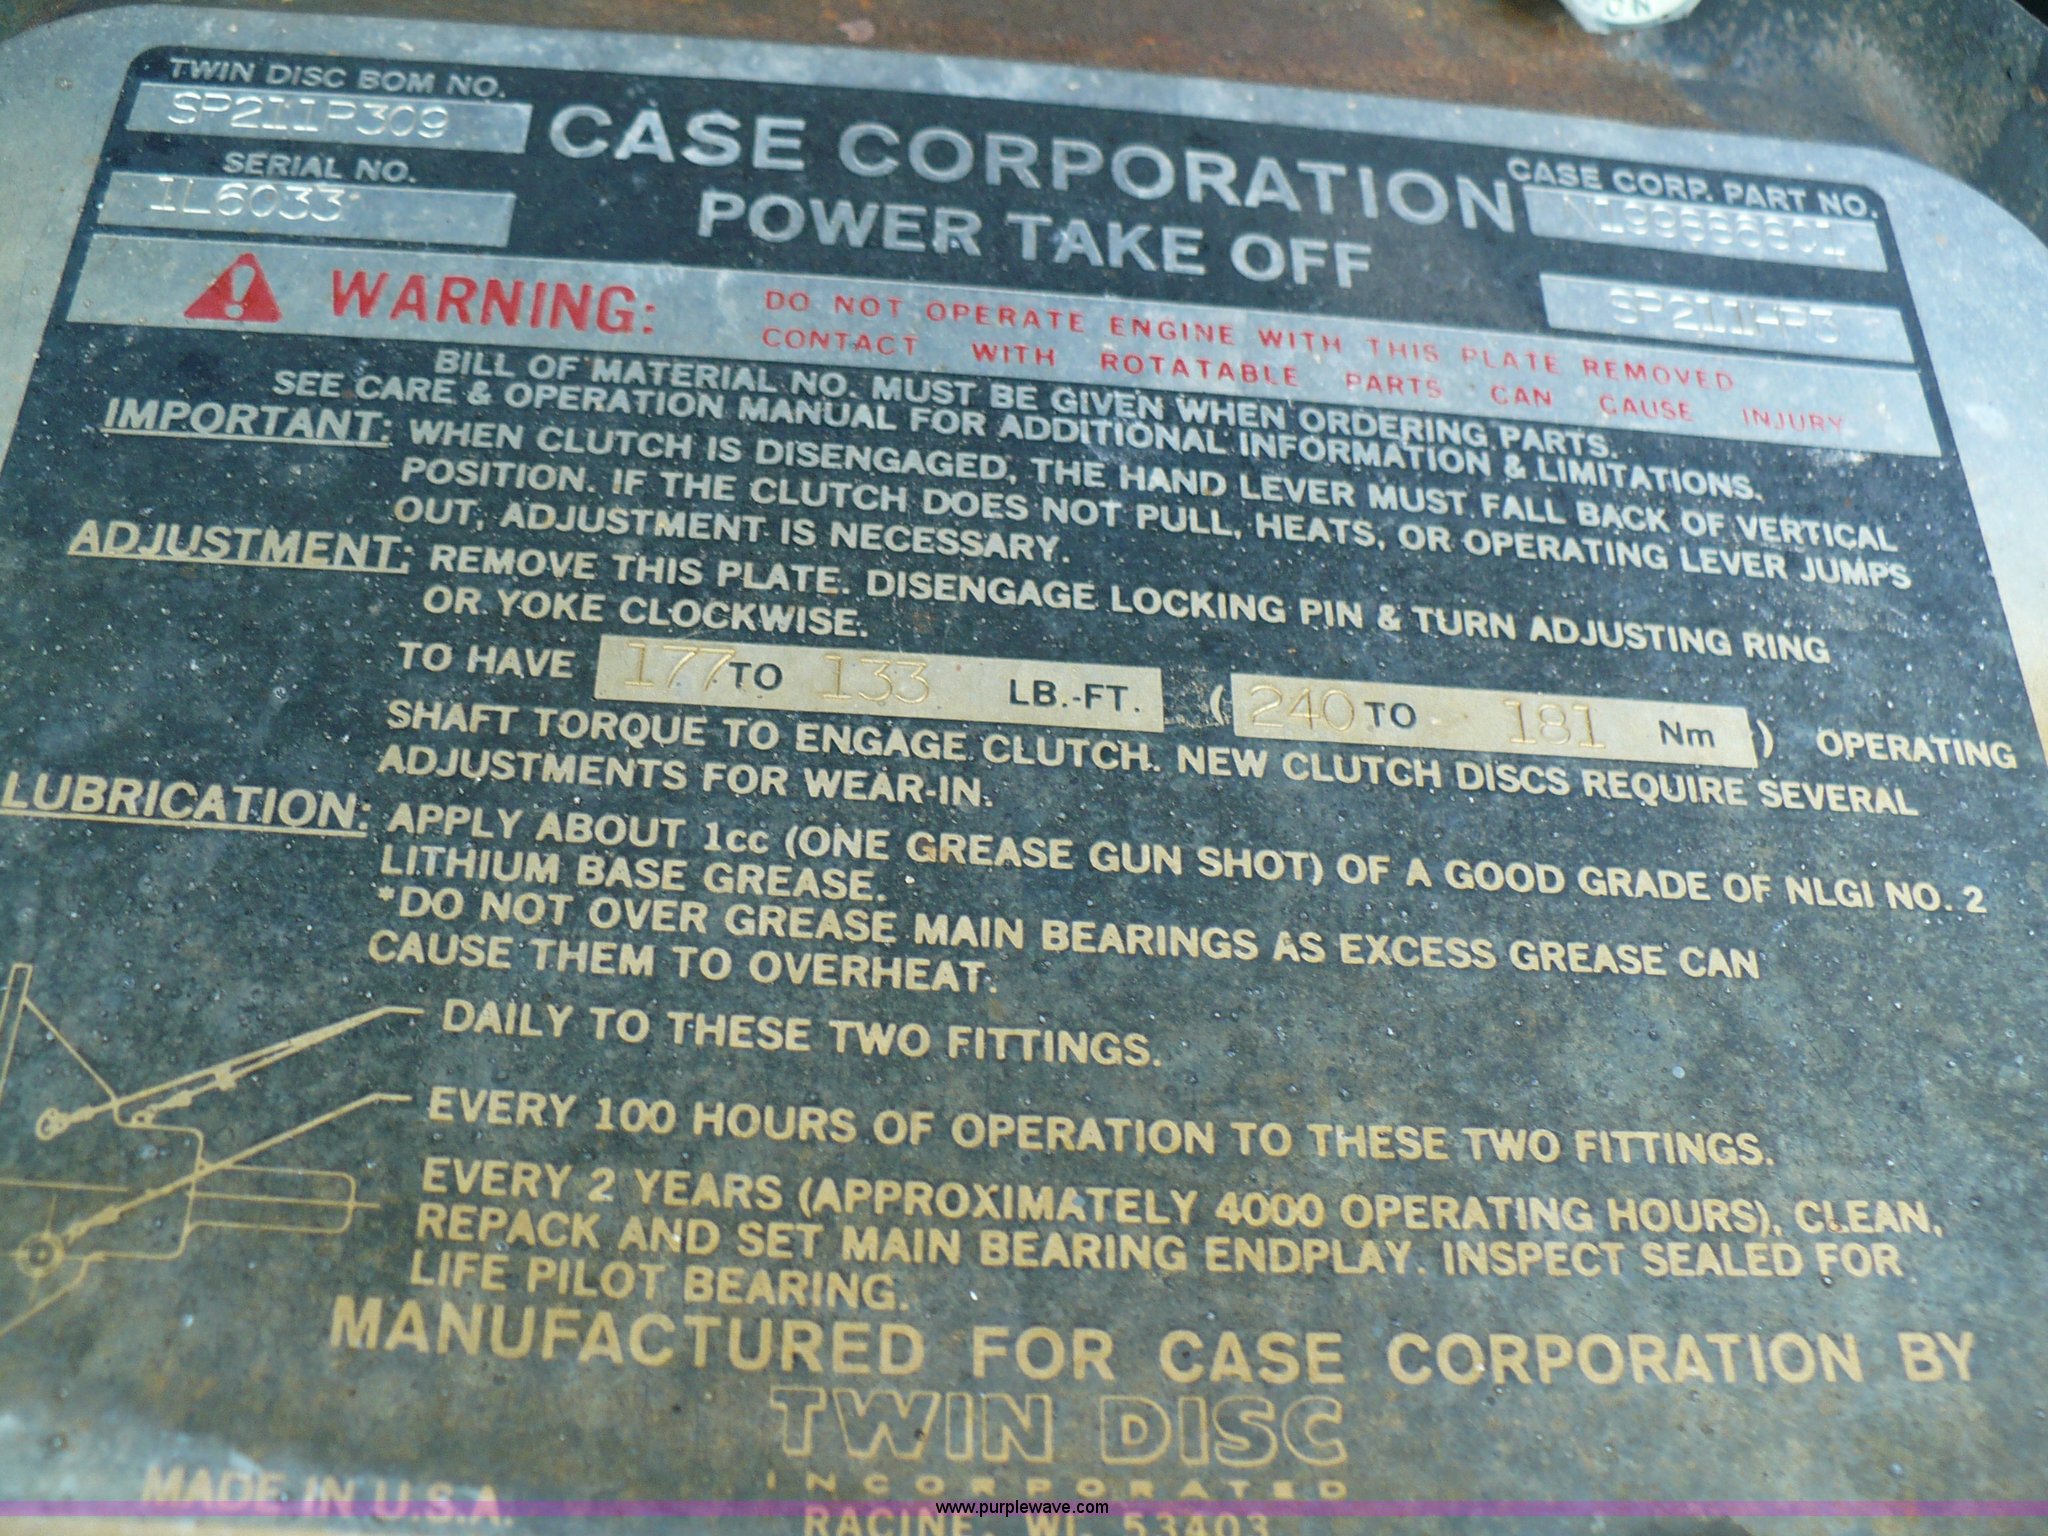 TWIN DISC BOM NO.
SP211P309
SERIAL NO.
1L6033
CASE CORPORATION
POWER TAKE OFF
CASE CORP. PART NO.
SP211HP3
WARNING:
DO NOT OPERATE ENGINE WITH THIS PLATE REMOVED
CONTACT WITH ROTATABLE PARTS CAN CAUSE INJURY
BILL OF MATERIAL NO. MUST BE GIVEN WHEN ORDERING PARTS.
SEE CARE & OPERATION MANUAL FOR ADDITIONAL INFORMATION & LIMITATIONS.
IMPORTANT: WHEN CLUTCH IS DISENGAGED, THE HAND LEVER MUST FALL BACK OF VERTICAL
POSITION. IF THE CLUTCH DOES NOT PULL, HEATS, OR OPERATING LEVER JUMPS
OUT, ADJUSTMENT IS NECESSARY.
ADJUSTMENT: REMOVE THIS PLATE. DISENGAGE LOCKING PIN & TURN ADJUSTING RING
OR YOKE CLOCKWISE.
TO HAVE 177 TO 133 LB.-FT. (240 TO 181 Nm) OPERATING
SHAFT TORQUE TO ENGAGE CLUTCH. NEW CLUTCH DISCS REQUIRE SEVERAL
ADJUSTMENTS FOR WEAR-IN.
LUBRICATION: APPLY ABOUT 1cc (ONE GREASE GUN SHOT) OF A GOOD GRADE OF NLGI NO. 2
LITHIUM BASE GREASE.
*DO NOT OVER GREASE MAIN BEARINGS AS EXCESS GREASE CAN
CAUSE THEM TO OVERHEAT.
DAILY TO THESE TWO FITTINGS.
EVERY 100 HOURS OF OPERATION TO THESE TWO FITTINGS.
EVERY 2 YEARS (APPROXIMATELY 4000 OPERATING HOURS), CLEAN,
REPACK AND SET MAIN BEARING ENDPLAY. INSPECT SEALED FOR
LIFE PILOT BEARING.
MANUFACTURED FOR CASE CORPORATION BY
TWIN DISC
INCORPORATED
MADE IN U.S.A.
RACINE, WI. 53403
www.purplewave.com